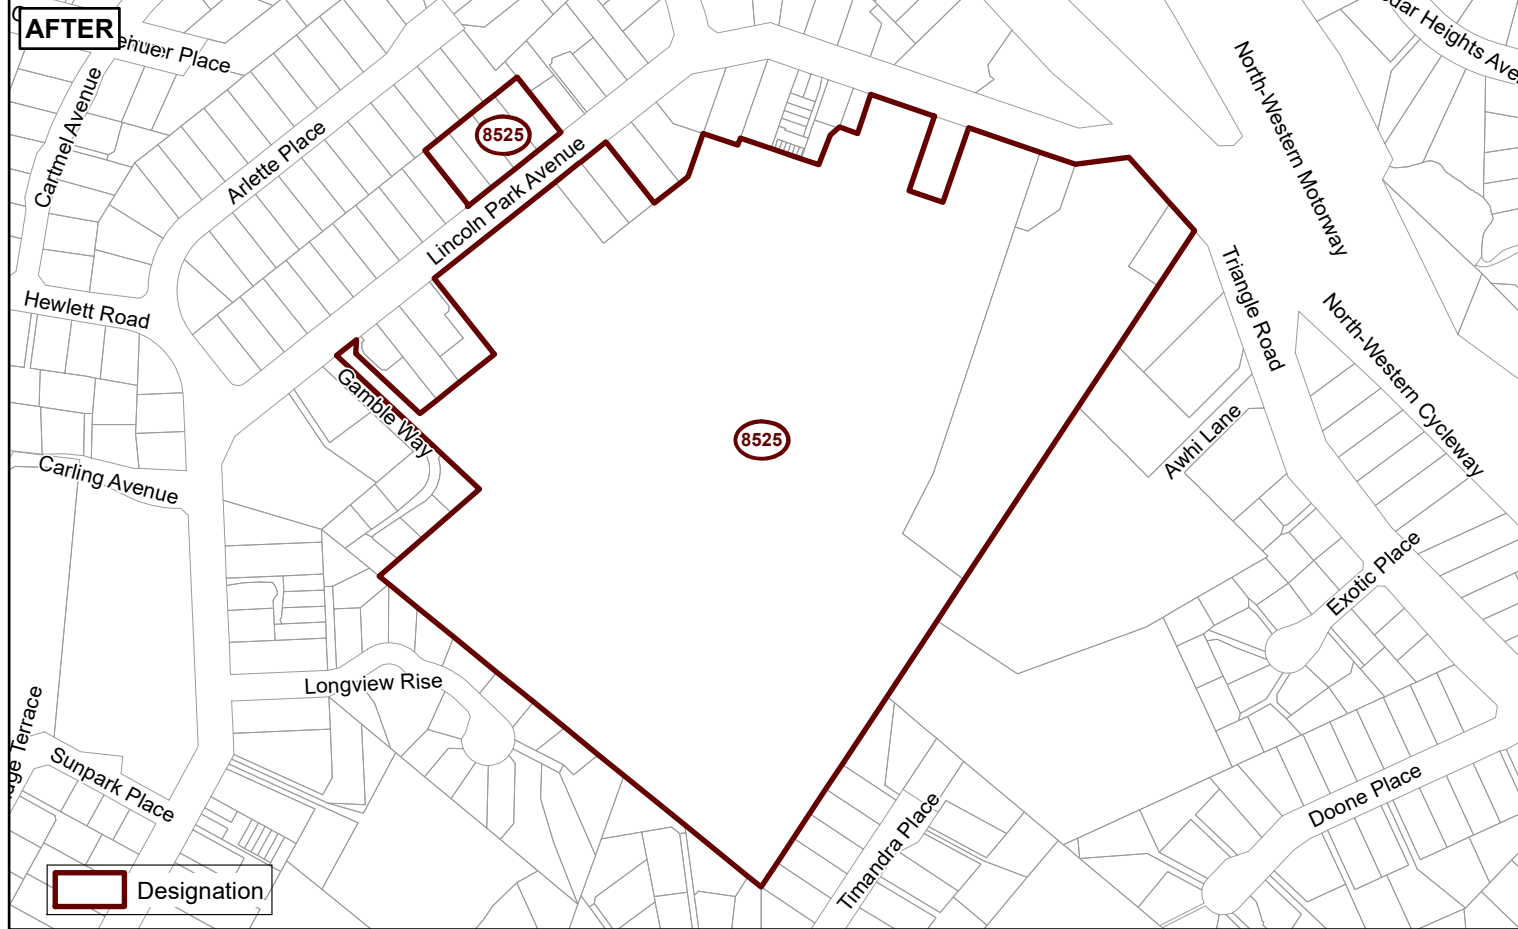 AFTER
Place
Cartmel Avenue
Arlette Place
8525
Lincoln Park Avenue
Hewlett Road
Gamble Way
Carling Avenue
8525
Longview Rise
Terrace
Sunpark Place
Timandra Place
Doone Place
Exotic Place
Awhi Lane
Triangle Road
North-Western Motorway
North-Western Cycleway
Heights
Designation